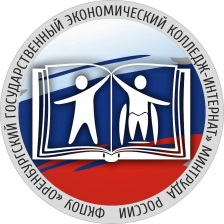 ФКПОУ «ОРЕНБУРГСКИЙ ГОСУДАРСТВЕННЫЙ ЭКОНОМИЧЕСКИЙ КОЛЛЕДЖ-ИНТЕРНАТ» МИНТРУДА РОССИИ